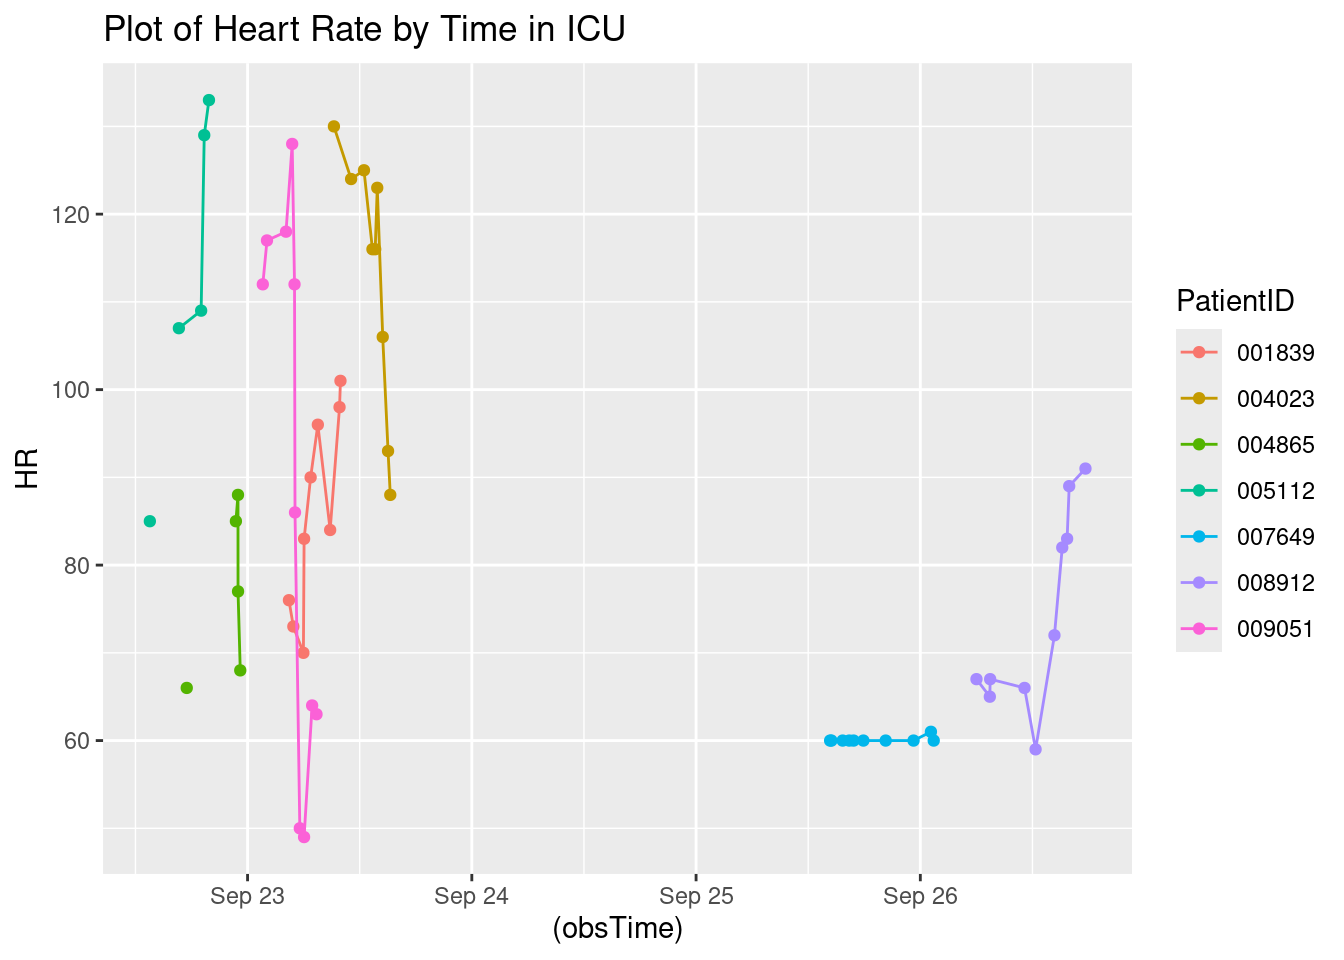 Plot of Heart Rate by Time in ICU
120
100
80
60
HR
Sep 23
Sep 24
Sep 25
Sep 26
(obsTime)
PatientID
001839
004023
004865
005112
007649
008912
009051